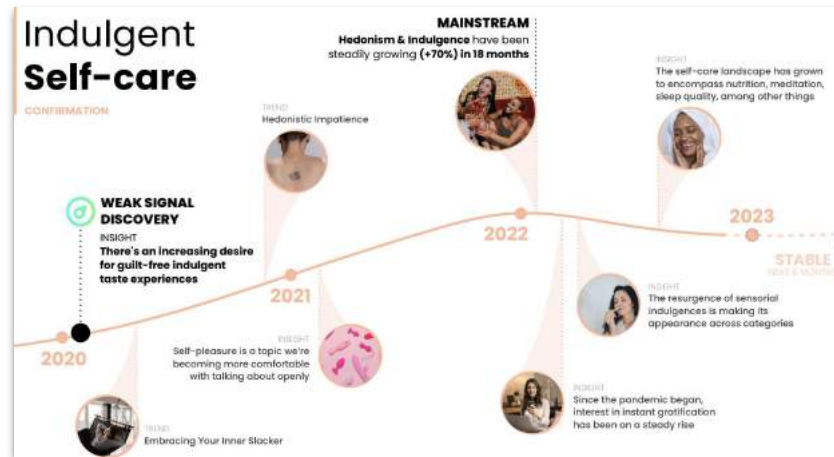 Indulgent
Self-care
CONFIRMATION
MAINSTREAM
Hedonism & Indulgence have been
steadily growing (+70%) in 18 months
INSIGHT
The self-care landscape has grown
to encompass nutrition, meditation,
sleep quality, among other things
TREND
Hedonistic Impatience
WEAK SIGNAL
DISCOVERY
INSIGHT
There's an increasing desire
for guilt-free indulgent
taste experiences
2020
2021
2022
2023
STABLE
NEXT 6 MONTHS
INSIGHT
Self-pleasure is a topic we're
becoming more comfortable
with talking about openly
INSIGHT
The resurgence of sensorial
indulgences is making its
appearance across categories
TREND
Embracing Your Inner Slacker
INSIGHT
Since the pandemic began,
interest in instant gratification
has been on a steady rise